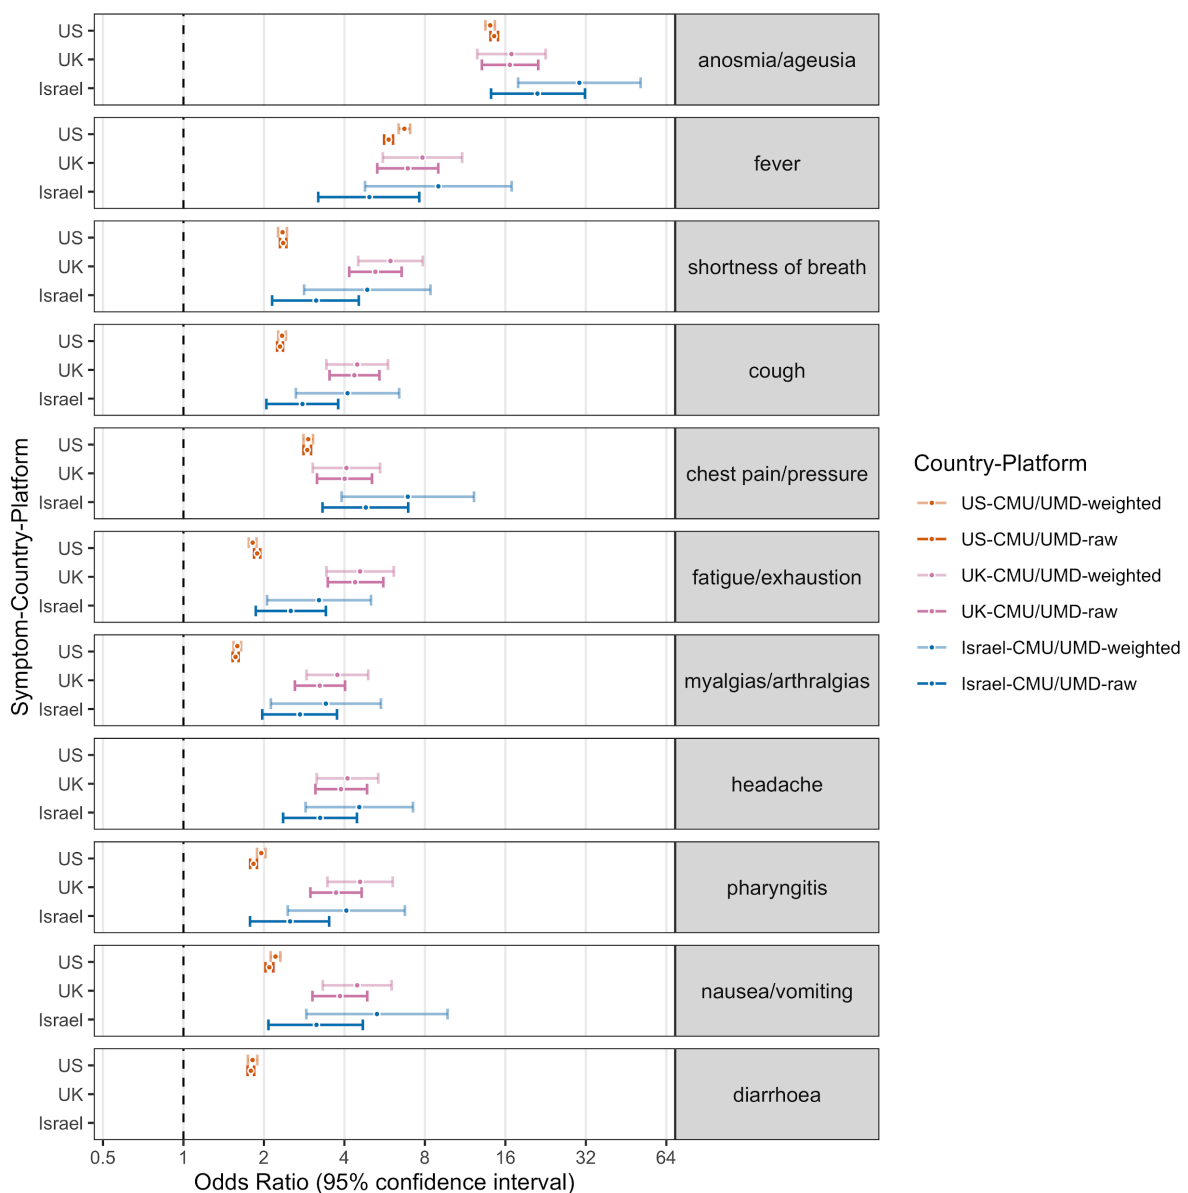 US
UK
Israel
anosmia/ageusia
US
UK
Israel
fever
US
UK
Israel
shortness of breath
US
UK
Israel
cough
US
UK
Israel
chest pain/pressure
US
UK
Israel
fatigue/exhaustion
US
UK
Israel
myalgias/arthralgias
US
UK
Israel
headache
US
UK
Israel
pharyngitis
US
UK
Israel
nausea/vomiting
US
UK
Israel
diarrhoea
0.5 1 2 4 8 16 32 64
Odds Ratio (95% confidence interval)
Symptom-Country-Platform
Country-Platform
US-CMU/UMD-weighted
US-CMU/UMD-raw
UK-CMU/UMD-weighted
UK-CMU/UMD-raw
Israel-CMU/UMD-weighted
Israel-CMU/UMD-raw